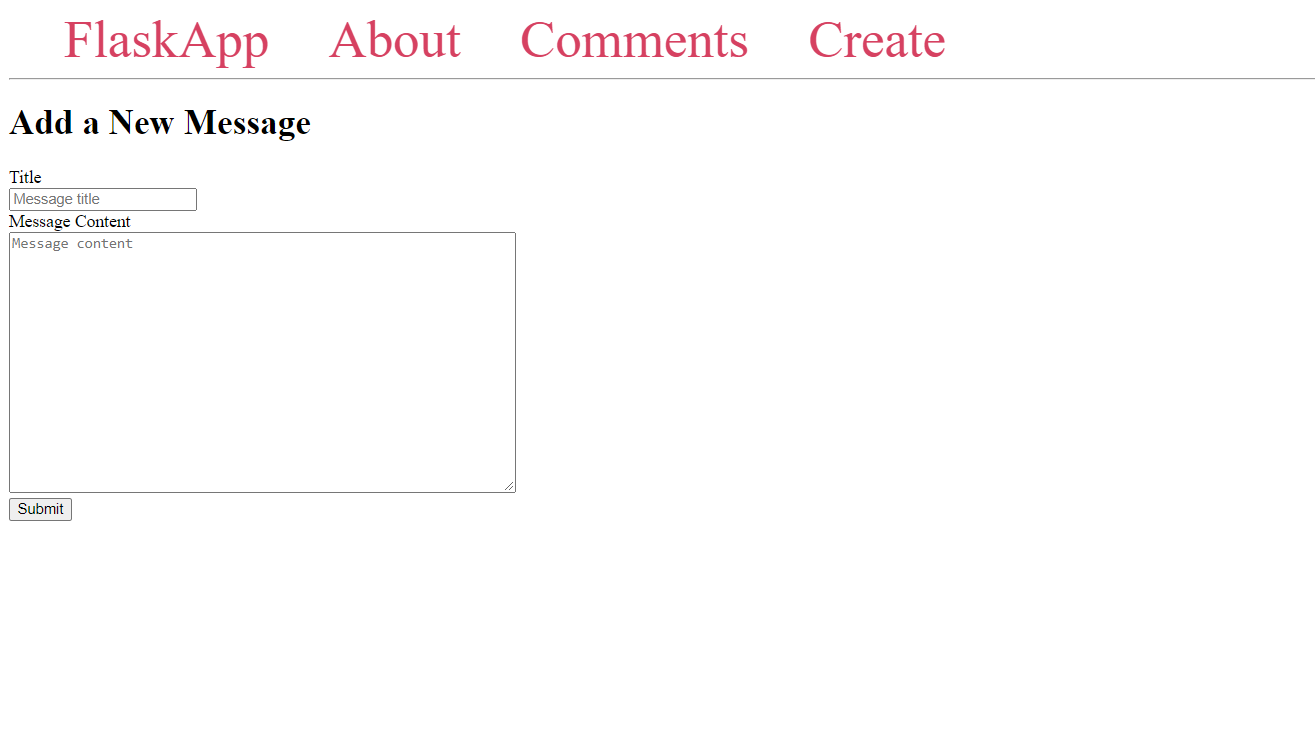 FlaskApp About Comments Create
Add a New Message
Title
Message title
Message Content
Message content
Submit